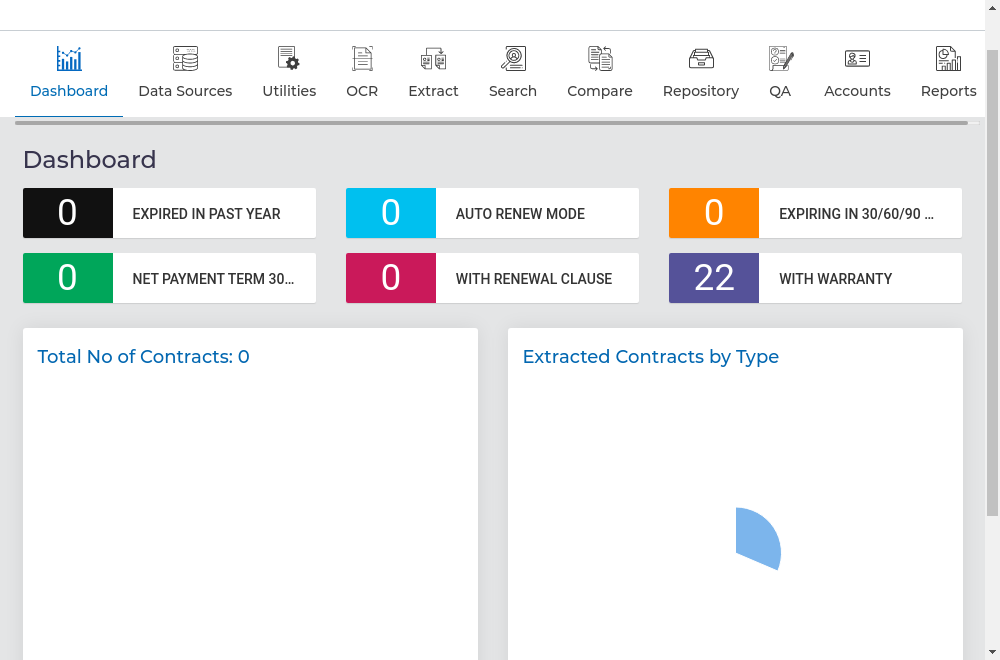 Dashboard
Data Sources
Utilities
OCR
Extract
Search
Compare
Repository
QA
Accounts
Reports
Dashboard
0 EXPIRED IN PAST YEAR
0 AUTO RENEW MODE
0 EXPIRING IN 30/60/90 ...
0 NET PAYMENT TERM 30...
0 WITH RENEWAL CLAUSE
22 WITH WARRANTY
Total No of Contracts: 0
Extracted Contracts by Type